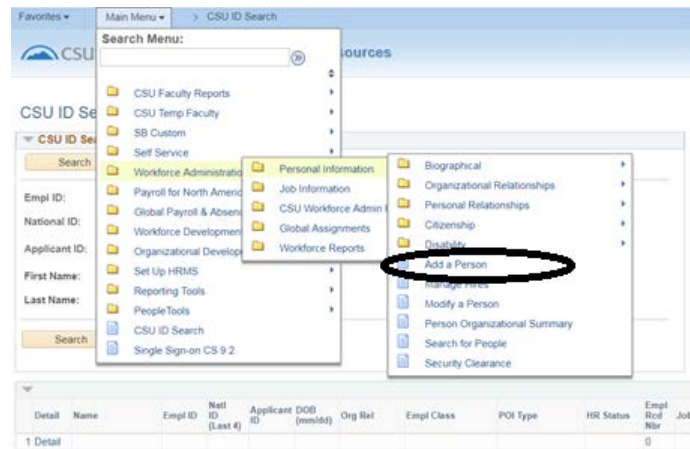 Favorites Main Menu > CSU ID Search
CSU
Search Menu:
ources
CSU ID Se
CSU ID Sea
Search
Empl ID:
National ID:
Applicant ID:
First Name:
Last Name:
Search
CSU Faculty Reports
CSU Temp Faculty
SB Custom
Self Service
Workforce Administratio
Payroll for North Americ
Global Payroll & Absenc
Workforce Development
Organizational Develop
Set Up HRMS
Reporting Tools
PeopleTools
CSU ID Search
Single Sign-on CS 9.2
Personal Information
Job Information
CSU Workforce Admin
Global Assignments
Workforce Reports
Biographical
Organizational Relationships
Personal Relationships
Citizenship
Disability
Add a Person
Manage Hires
Modify a Person
Person Organizational Summary
Search for People
Security Clearance
Detail Name Empl ID Natl ID (Last 4) Applicant ID DOB (mm/dd) Org Rel Empl Class POI Type HR Status Empl Rcd Nbr Job
1 Detail 0